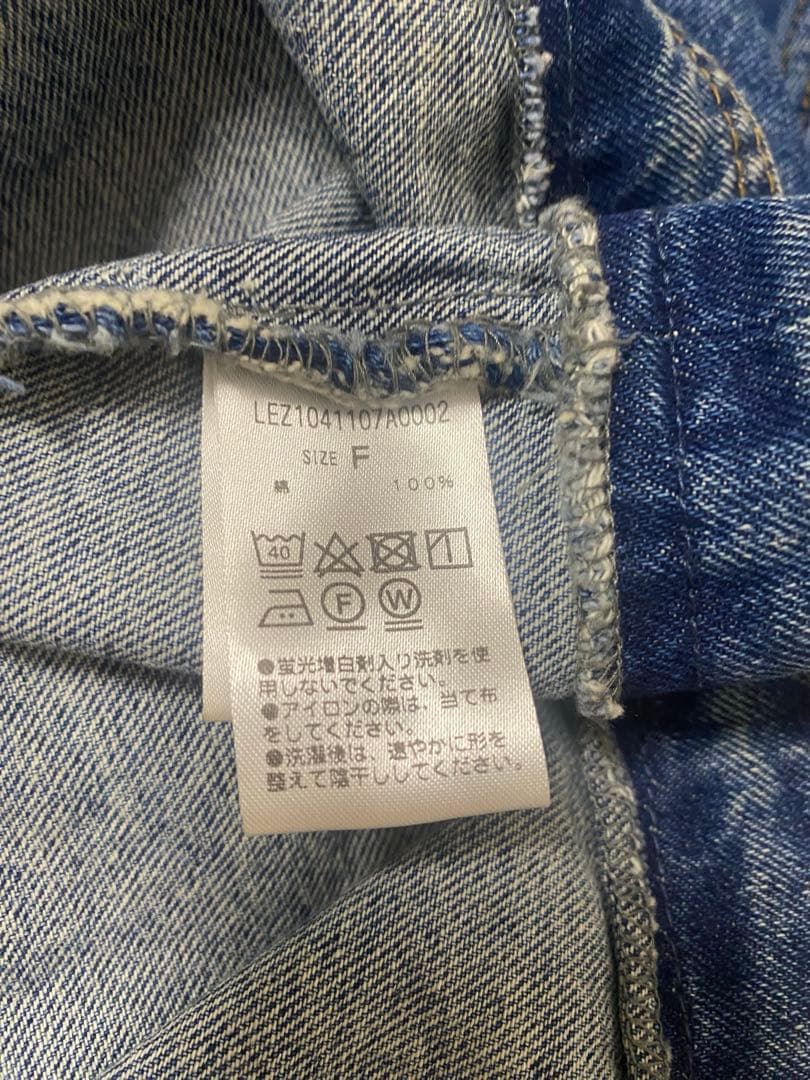 LEZ1041107A0002
SIZE F
綿 100%
40
F W
●蛍光増白剤入り洗剤を使
用しないでください。
●アイロンの際は、当て布
をしてください。
●洗濯後は、速やかに形を
整えて陰干ししてください。